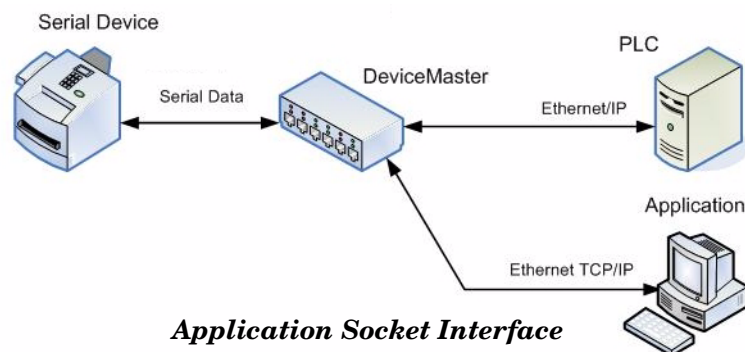 Serial Device
PLC
DeviceMaster
Serial Data
Ethernet/IP
Application
Ethernet TCP/IP
Application Socket Interface